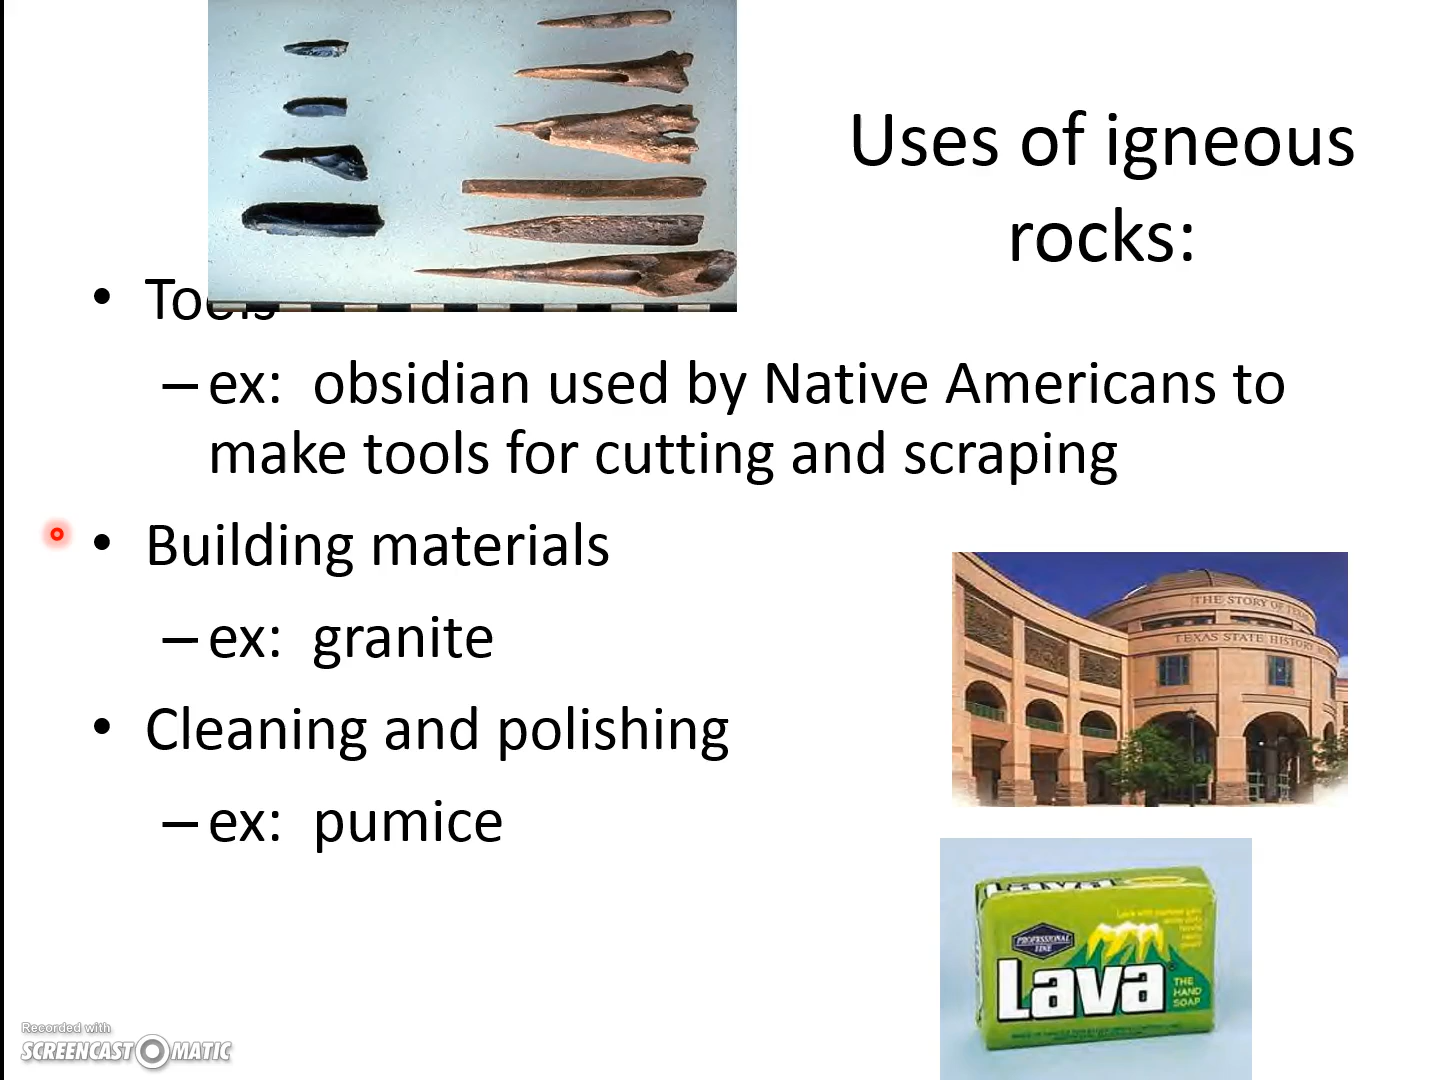 Uses of igneous
rocks:
• Tools
– ex: obsidian used by Native Americans to
make tools for cutting and scraping
• Building materials
– ex: granite
• Cleaning and polishing
– ex: pumice
THE STORY OF
TEXAS STATE HISTORY
Lava
PROFESSIONAL
LINE
Lava
THE
HAND
SOAP
Recorded with
SCREENCAST MATIC